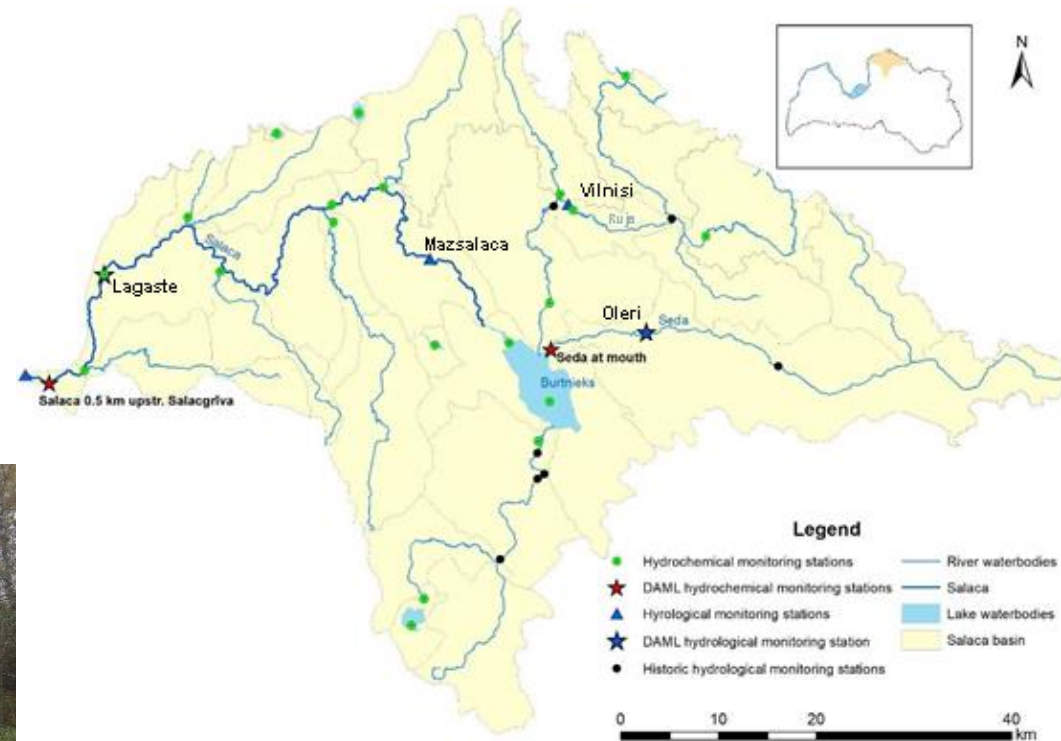 N
Vilnisi
Ruja
Salaca
Mazsalaca
Lagaste
Oleri
Seda
Seda at mouth
Burtnieks
Salaca 0.5 km upstr. Salacgrīva
Legend
Hydrochemical monitoring stations
DAML hydrochemical monitoring stations
Hyrological monitoring stations
DAML hydrological monitoring station
Historic hydrological monitoring stations
River waterbodies
Salaca
Lake waterbodies
Salaca basin
0 10 20 40
km